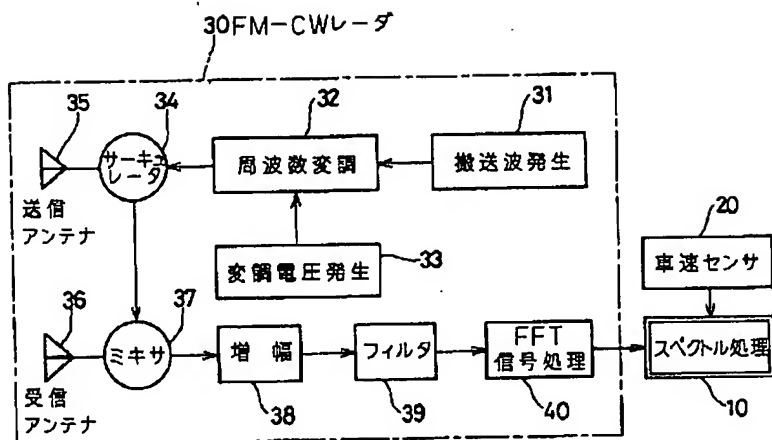 30FM-CWレーダ
35
34
32
31
サーキュ
レータ
周波数変調
搬送波発生
送信
アンテナ
変調電圧発生
33
20
車速センサ
36
37
ミキサ
増幅
フィルタ
FFT
信号処理
スペクトル処理
受信
アンテナ
38
39
40
10